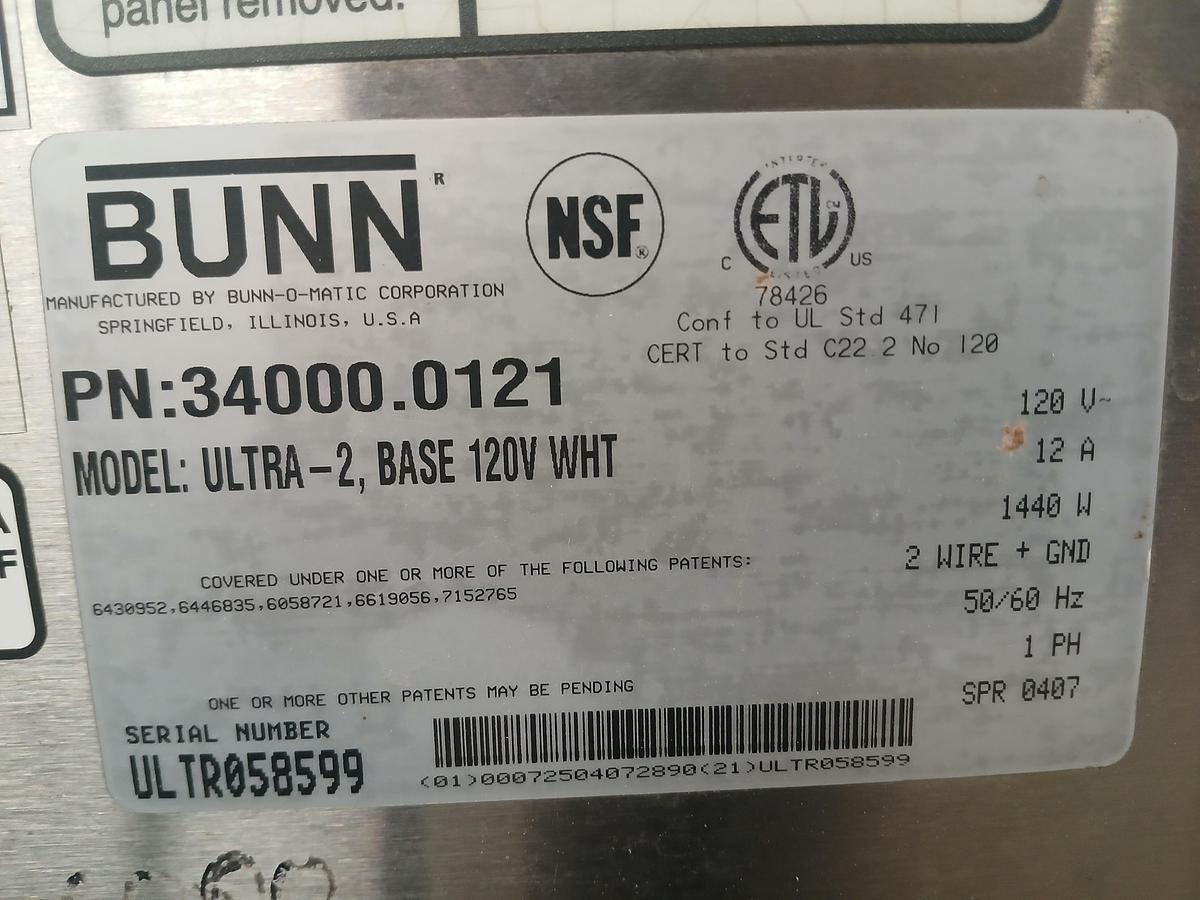 panel removed.
BUNN R
MANUFACTURED BY BUNN-O-MATIC CORPORATION
SPRINGFIELD, ILLINOIS, U.S.A
NSF®
INTERTEK
ETL
LISTED
C US
78426
Conf to UL Std 471
CERT to Std C22 2 No 120
PN:34000.0121
MODEL: ULTRA-2, BASE 120V WHT
120 V~
12 A
1440 W
2 WIRE + GND
50/60 Hz
1 PH
SPR 0407
COVERED UNDER ONE OR MORE OF THE FOLLOWING PATENTS:
6430952,6446835,6058721,6619056,7152765
ONE OR MORE OTHER PATENTS MAY BE PENDING
SERIAL NUMBER
ULTR058599
(01)00072504072890(21)ULTR058599
A
F